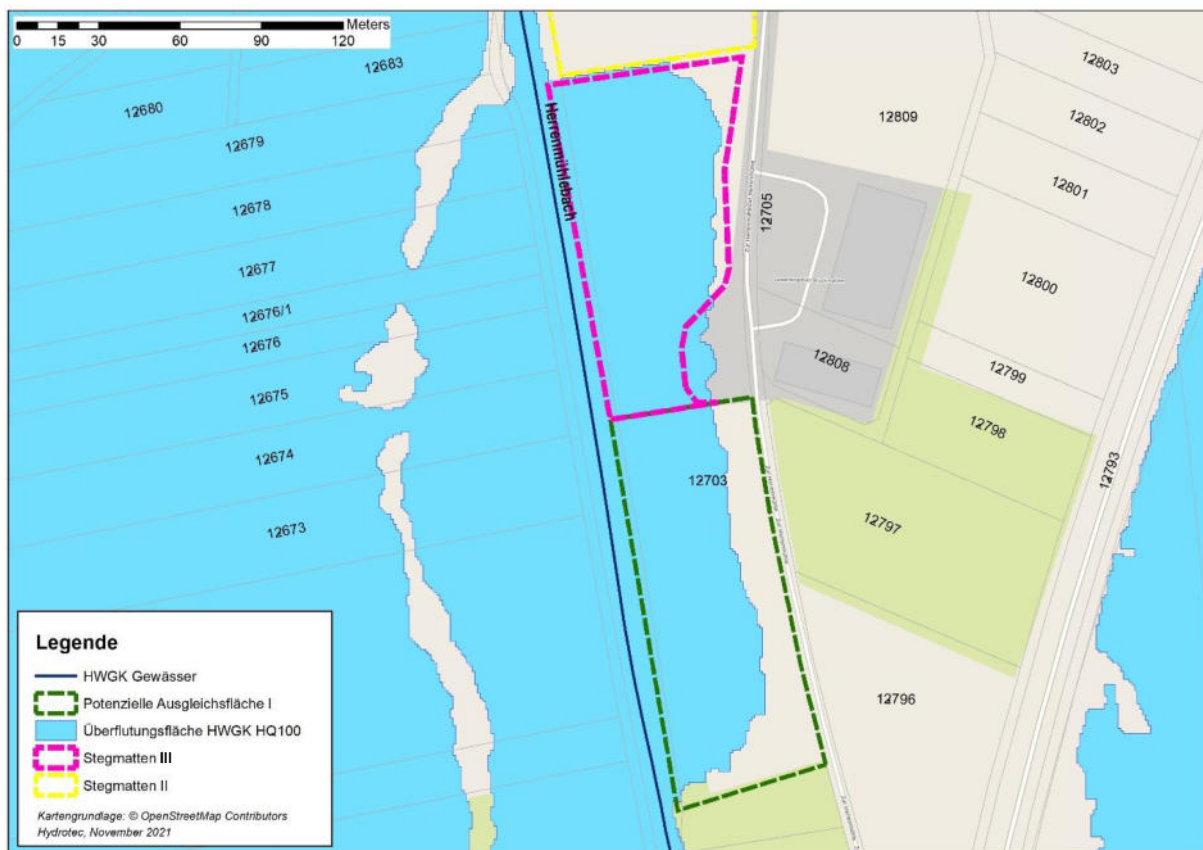 Meters
0 15 30 60 90 120
12683
12680
12679
12678
12677
12676/1
12676
12675
12674
12673
Herrenmühlebach
12703
12705
12809
12803
12802
12801
12800
12799
12808
12798
12797
12793
12796
Legende
HWGK Gewässer
Potenzielle Ausgleichsfläche I
Überflutungsfläche HWGK HQ100
Stegmatten III
Stegmatten II
Kartengrundlage: © OpenStreetMap Contributors
Hydrotec, November 2021